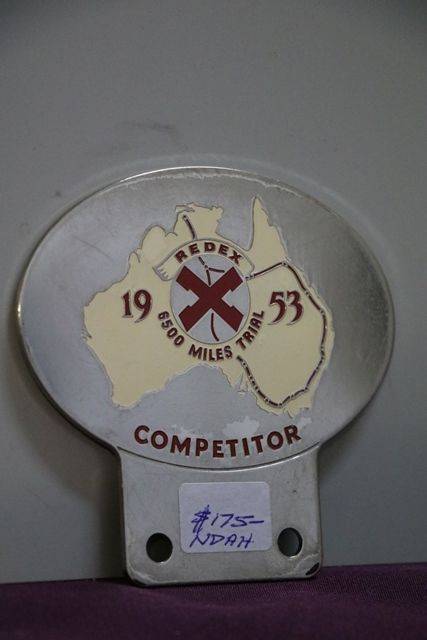 REDEX
19 53
6500 MILES TRIAL
COMPETITOR
$175-
NDAH